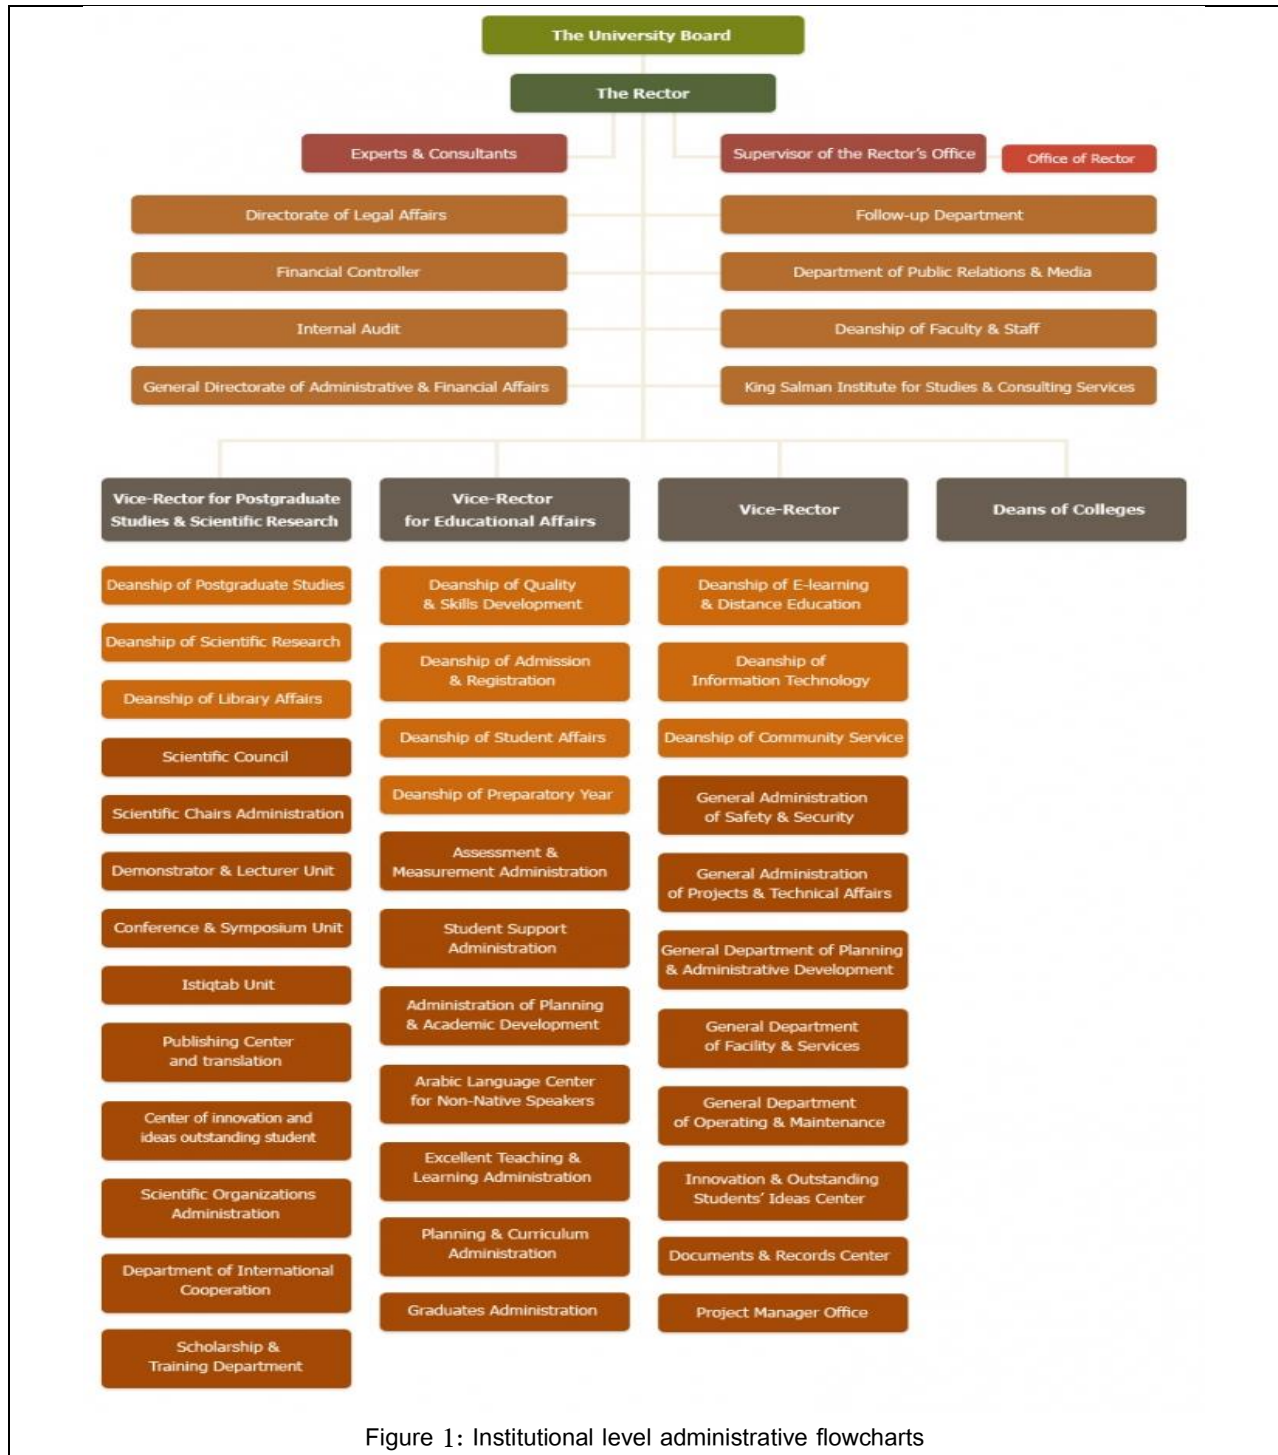 The University Board
The Rector
Experts & Consultants
Supervisor of the Rector's Office
Office of Rector
Directorate of Legal Affairs
Follow-up Department
Financial Controller
Department of Public Relations & Media
Internal Audit
Deanship of Faculty & Staff
General Directorate of Administrative & Financial Affairs
King Salman Institute for Studies & Consulting Services
Vice-Rector for Postgraduate
Studies & Scientific Research
Deanship of Postgraduate Studies
Deanship of Scientific Research
Deanship of Library Affairs
Scientific Council
Scientific Chairs Administration
Demonstrator & Lecturer Unit
Conference & Symposium Unit
Istiqtab Unit
Publishing Center
and translation
Center of innovation and
ideas outstanding student
Scientific Organizations
Administration
Department of International
Cooperation
Scholarship &
Training Department
Vice-Rector
for Educational Affairs
Deanship of Quality
& Skills Development
Deanship of Admission
& Registration
Deanship of Student Affairs
Deanship of Preparatory Year
Assessment &
Measurement Administration
Student Support
Administration
Administration of Planning
& Academic Development
Arabic Language Center
for Non-Native Speakers
Excellent Teaching &
Learning Administration
Planning & Curriculum
Administration
Graduates Administration
Vice-Rector
Deanship of E-learning
& Distance Education
Deanship of
Information Technology
Deanship of Community Service
General Administration
of Safety & Security
General Administration
of Projects & Technical Affairs
General Department of Planning
& Administrative Development
General Department
of Facility & Services
General Department
of Operating & Maintenance
Innovation & Outstanding
Students' Ideas Center
Documents & Records Center
Project Manager Office
Deans of Colleges
Figure 1: Institutional level administrative flowcharts